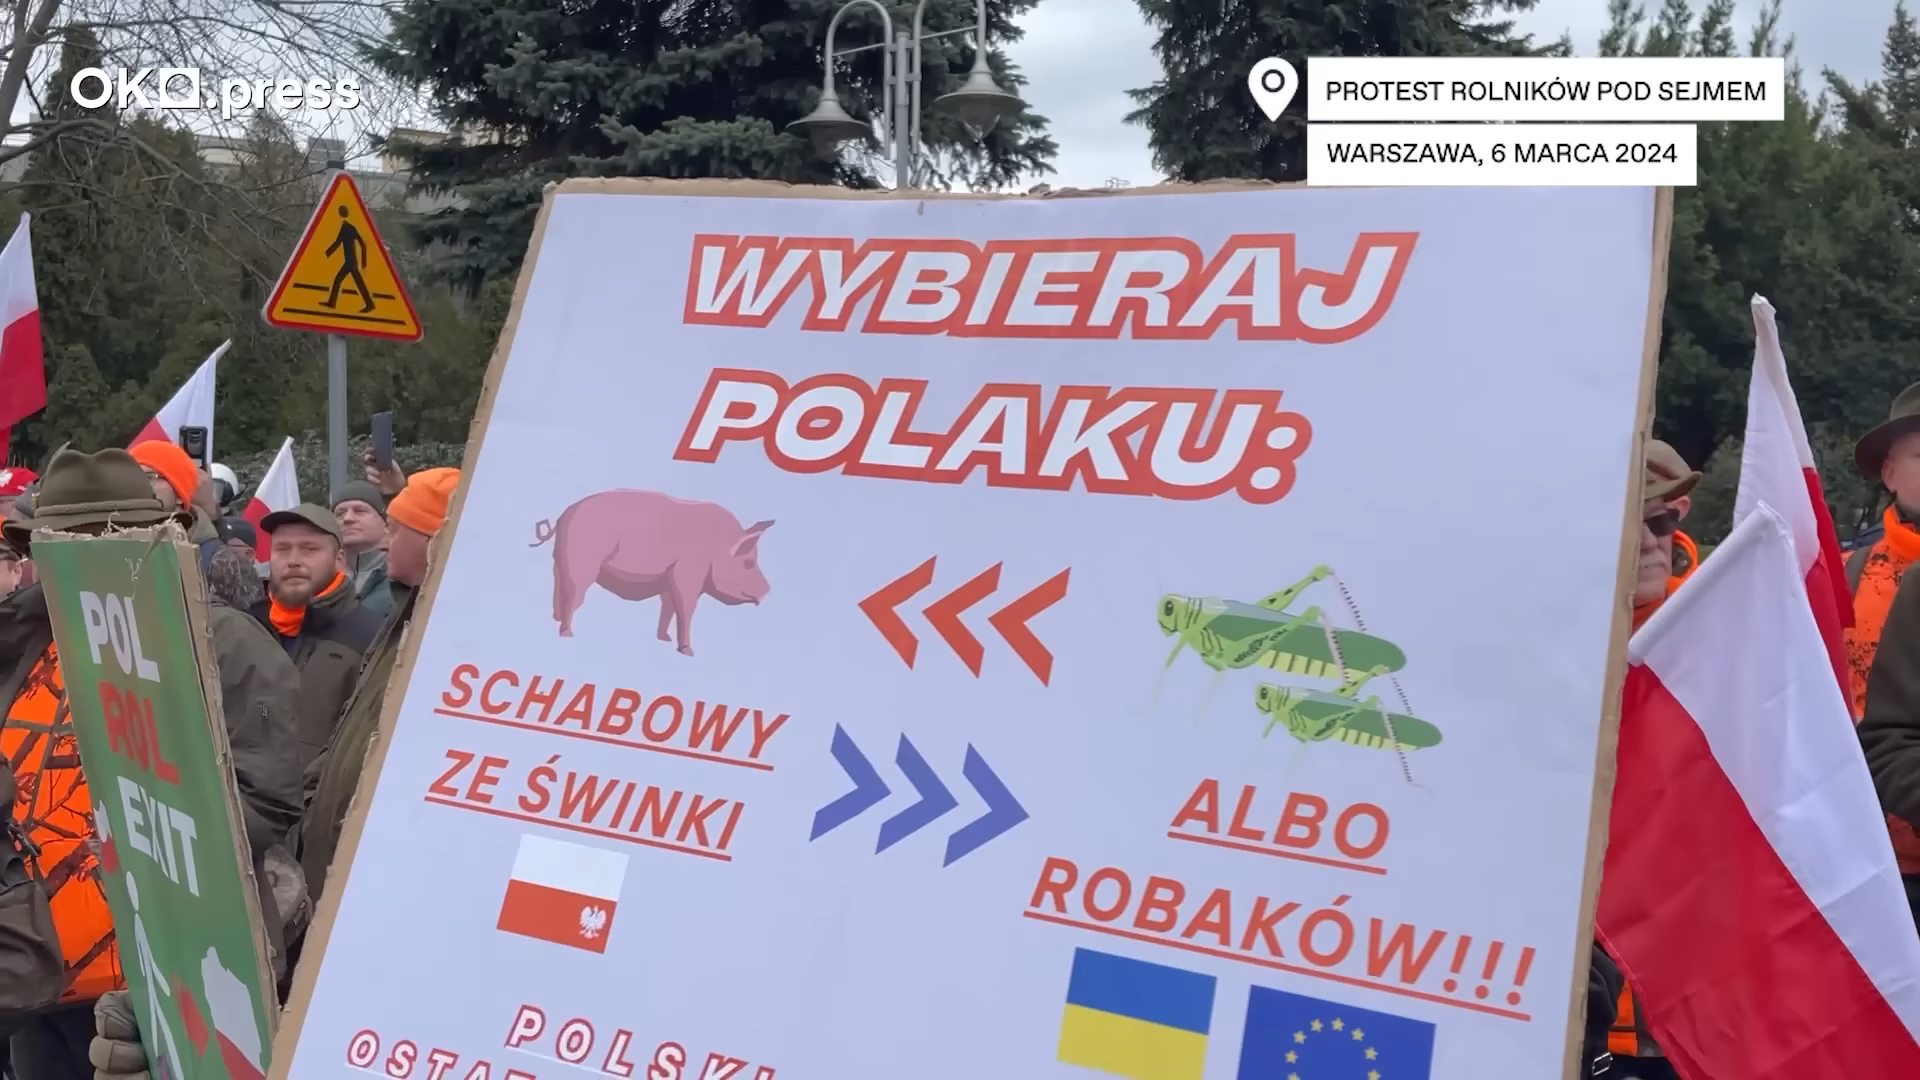 OKO.press
PROTEST ROLNIKÓW POD SEJMEM
WARSZAWA, 6 MARCA 2024
WYBIERAJ
POLAKU:
SCHABOWY
ZE ŚWINKI
ALBO
ROBAKÓW!!!
POLSKI
POL
ROL
EXIT